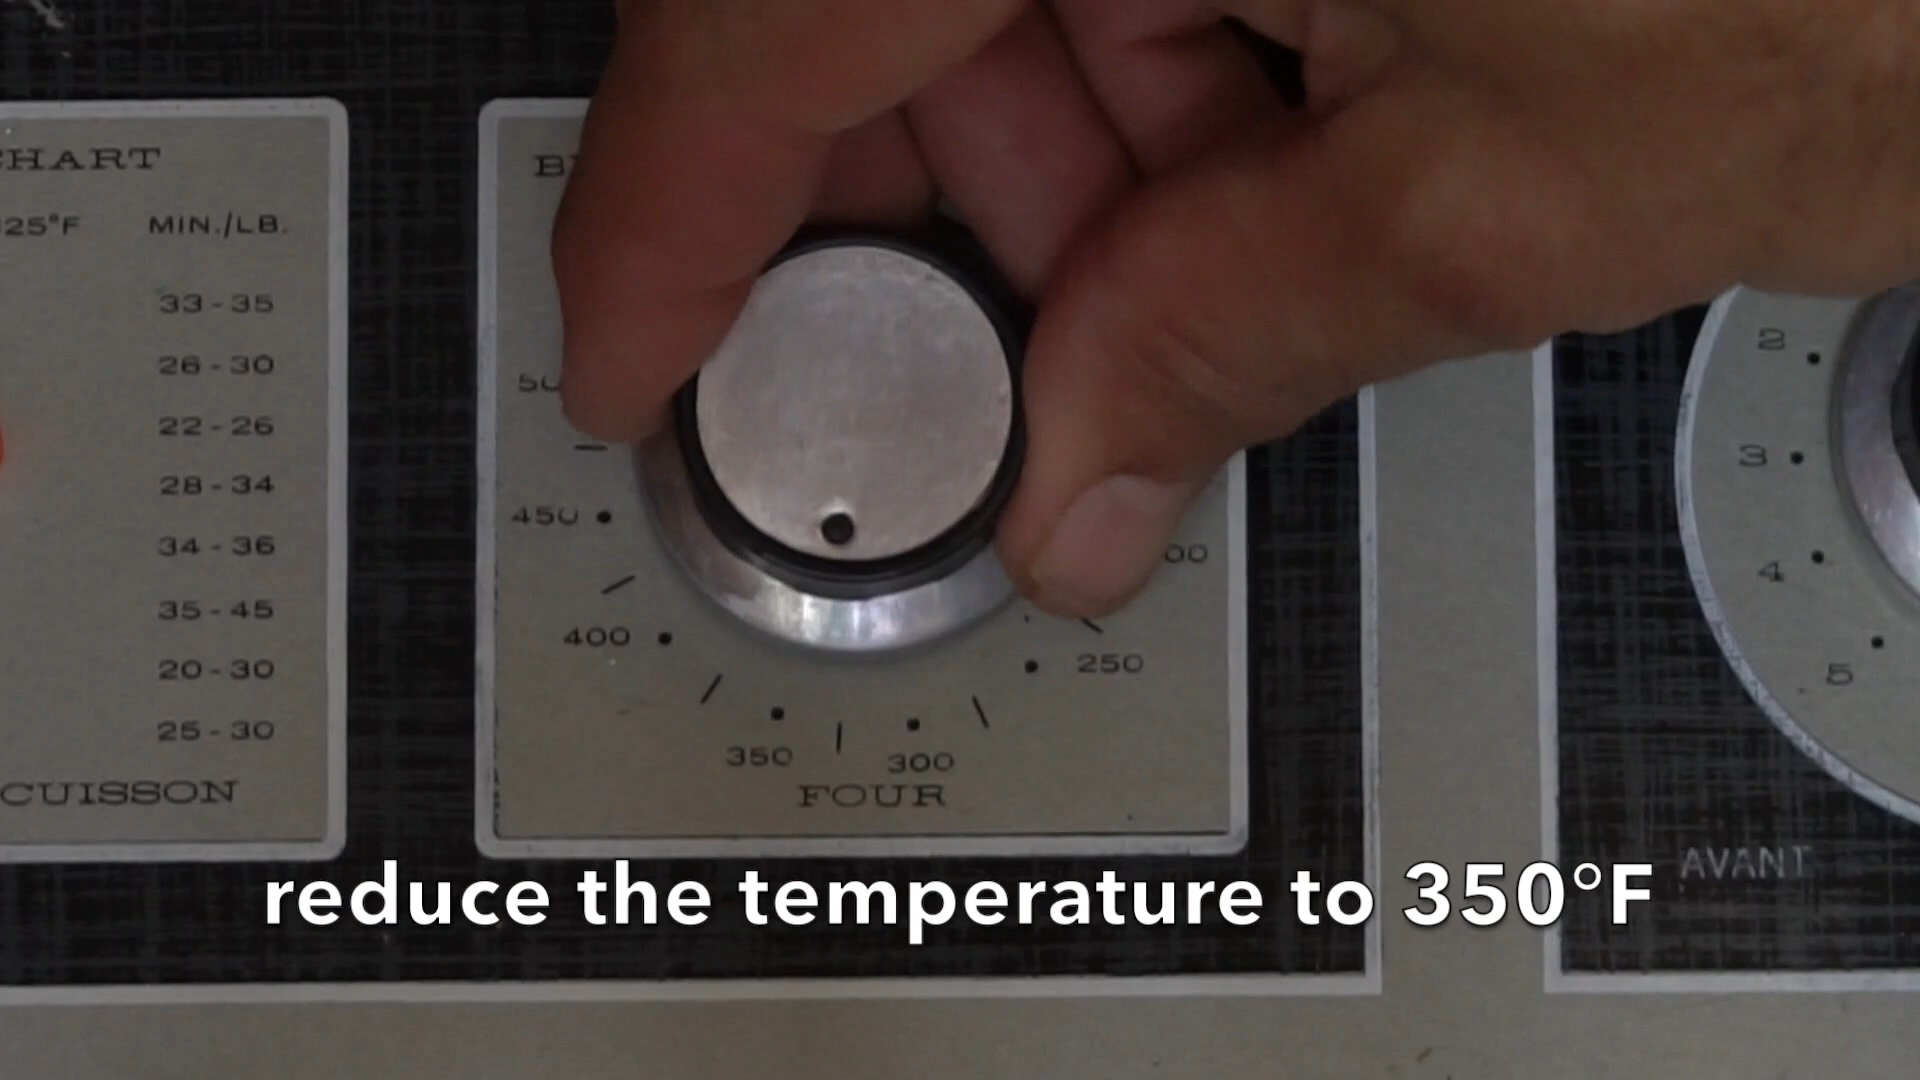 CHART
25°F MIN./LB.
33 - 35
26 - 30
22 - 26
28 - 34
34 - 36
35 - 45
20 - 30
25 - 30
CUISSON
450
400
350
300
250
FOUR
2
3
4
5
AVANT
reduce the temperature to 350°F